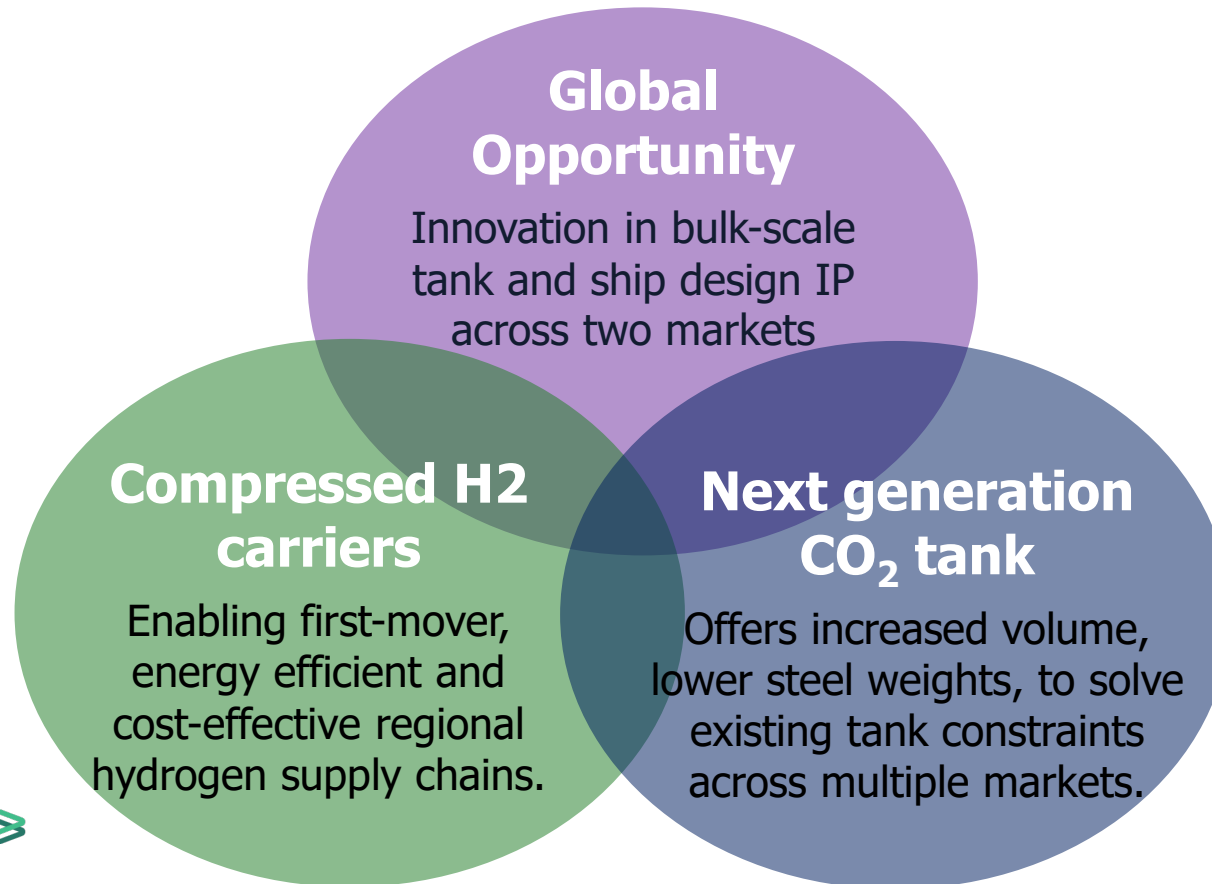 Global
Opportunity
Innovation in bulk-scale
tank and ship design IP
across two markets
Compressed H2
carriers
Enabling first-mover,
energy efficient and
cost-effective regional
hydrogen supply chains.
Next generation
CO₂ tank
Offers increased volume,
lower steel weights, to solve
existing tank constraints
across multiple markets.